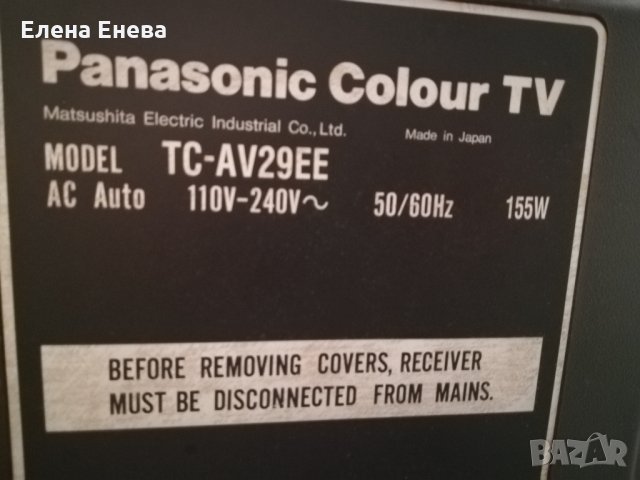 Елена Енева
Panasonic Colour TV
Matsushita Electric Industrial Co., Ltd. Made in Japan
MODEL TC-AV29EE
AC Auto 110V-240V~ 50/60Hz 155W
BEFORE REMOVING COVERS, RECEIVER
MUST BE DISCONNECTED FROM MAINS.
BAZAR